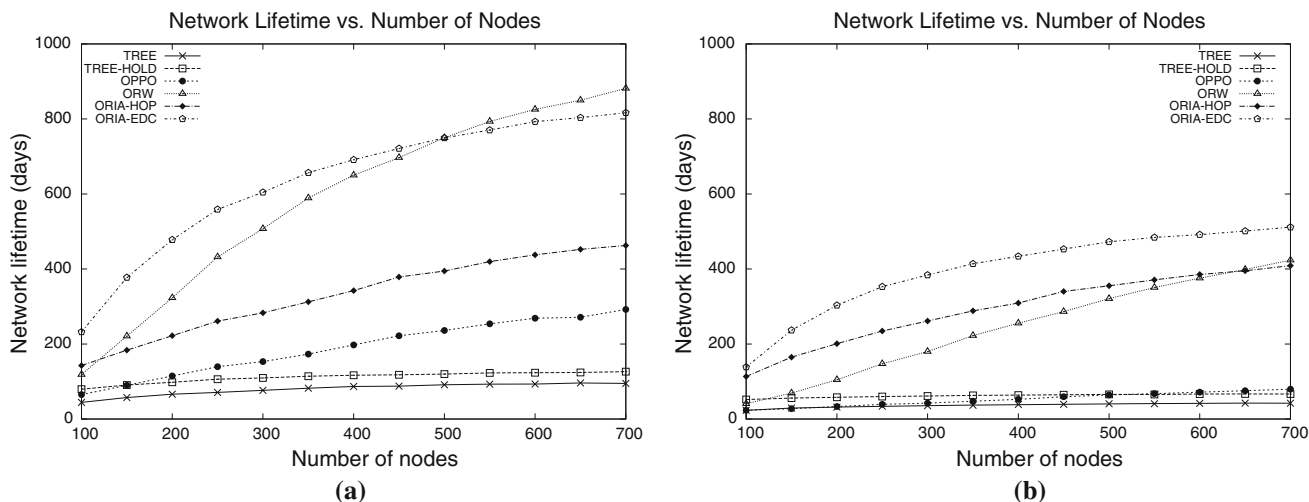 Network Lifetime vs. Number of Nodes
1000
800
600
400
200
0
Network lifetime (days)
TREE
TREE-HOLD
OPPO
ORW
ORIA-HOP
ORIA-EDC
100 200 300 400 500 600 700
Number of nodes
(a)
Network Lifetime vs. Number of Nodes
1000
800
600
400
200
0
Network lifetime (days)
TREE
TREE-HOLD
OPPO
ORW
ORIA-HOP
ORIA-EDC
100 200 300 400 500 600 700
Number of nodes
(b)